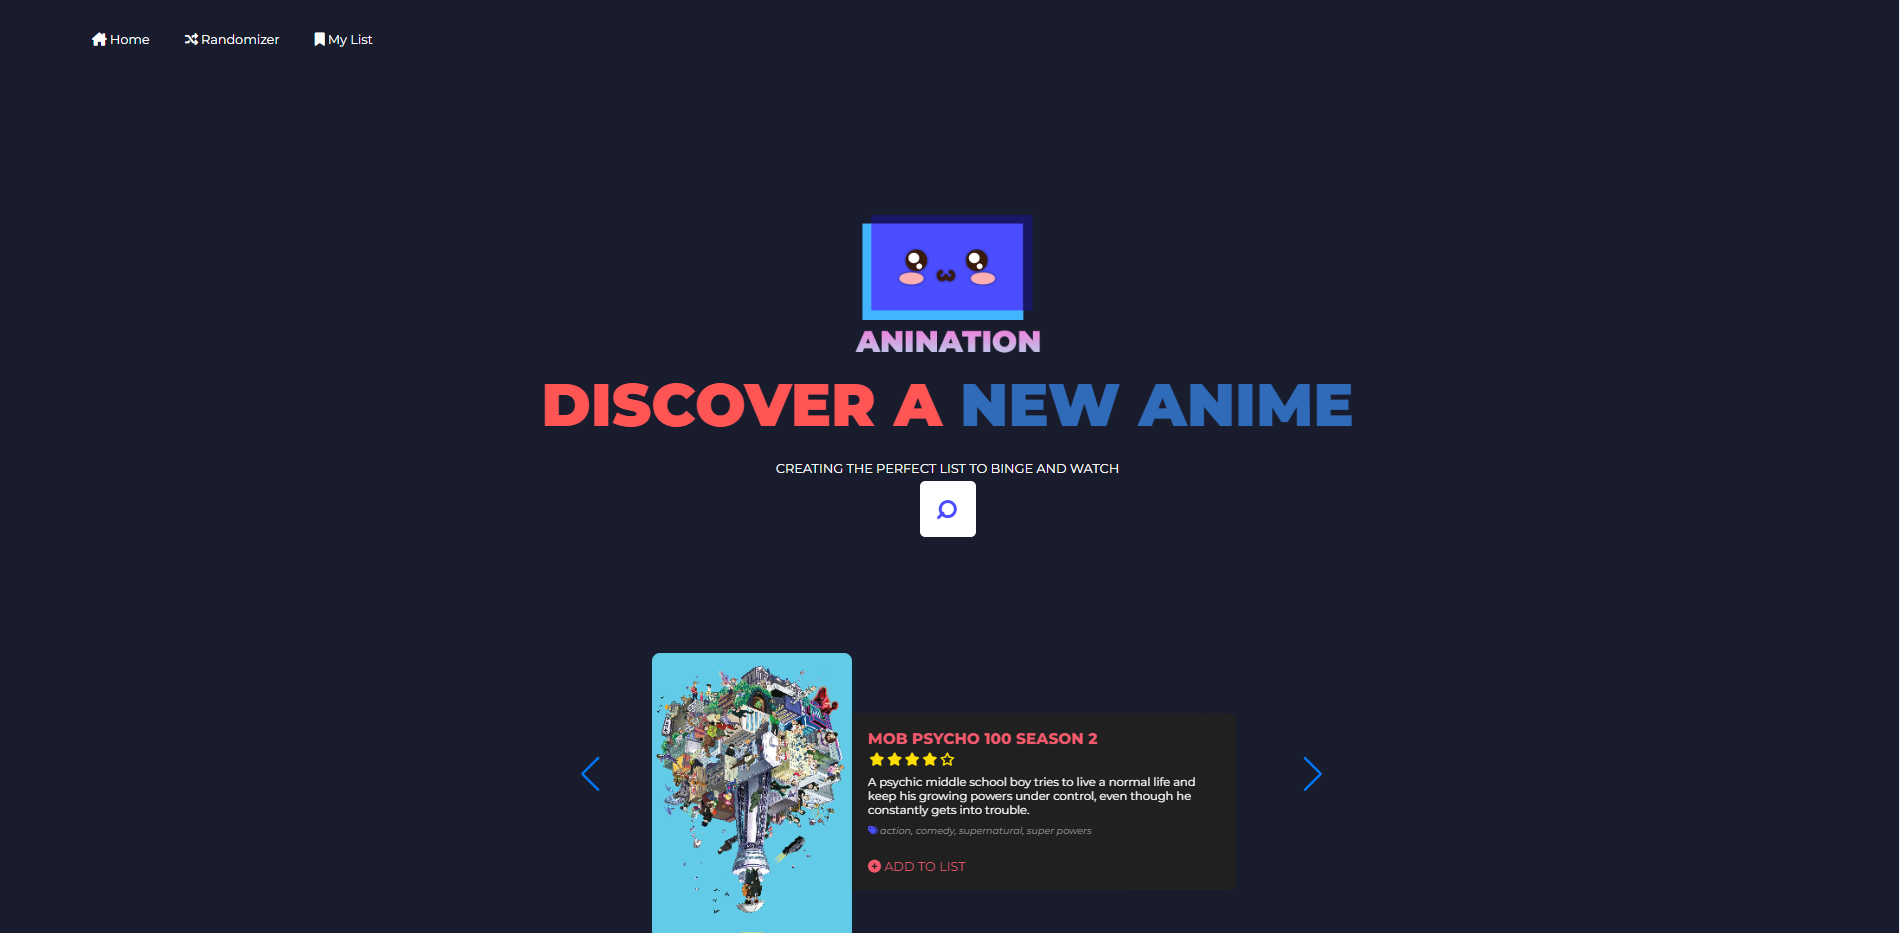 Home
Randomizer
My List
ANINATION
DISCOVER A NEW ANIME
CREATING THE PERFECT LIST TO BINGE AND WATCH
MOB PSYCHO 100 SEASON 2
A psychic middle school boy tries to live a normal life and
keep his growing powers under control, even though he
constantly gets into trouble.
action, comedy, supernatural, super powers
ADD TO LIST